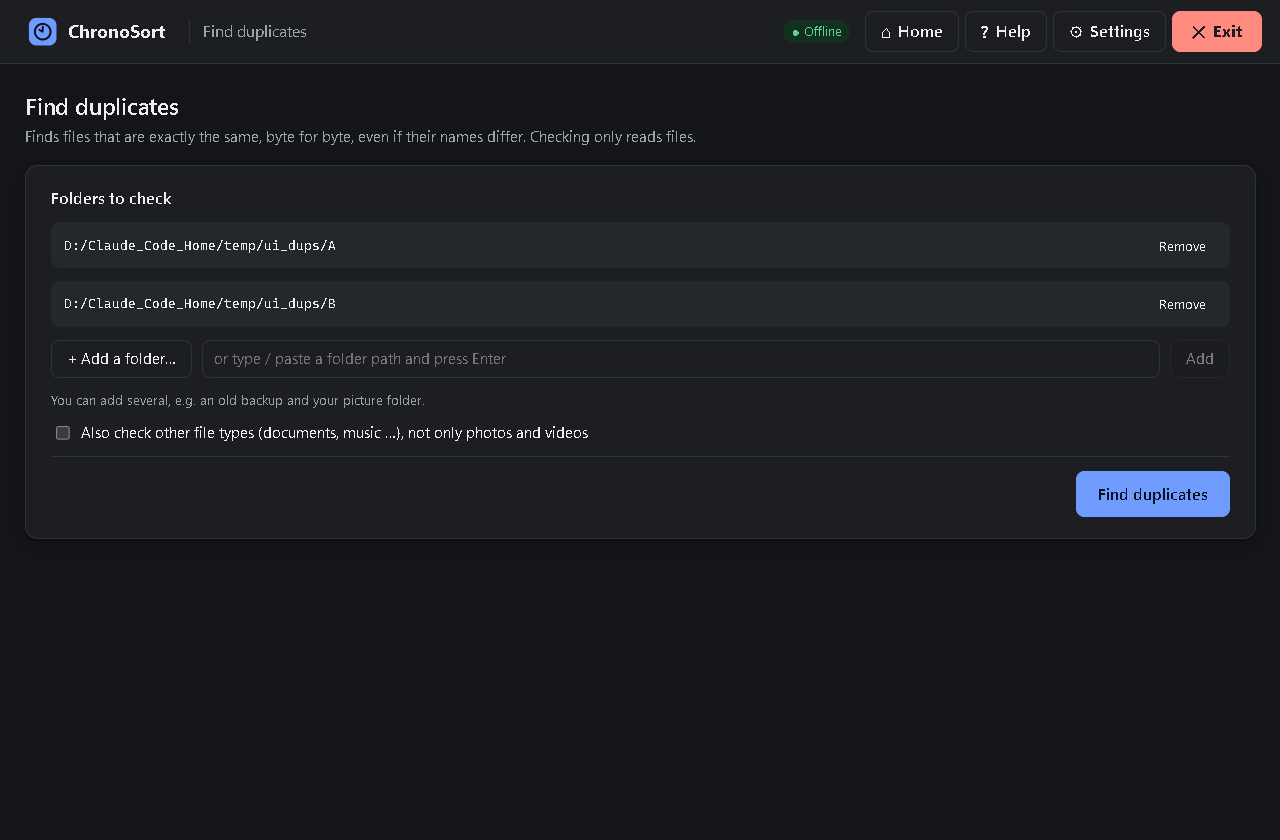 ChronoSort
Find duplicates
● Offline
⌂ Home
? Help
⚙ Settings
✕ Exit
Find duplicates
Finds files that are exactly the same, byte for byte, even if their names differ. Checking only reads files.
Folders to check
D:/Claude_Code_Home/temp/ui_dups/A
Remove
D:/Claude_Code_Home/temp/ui_dups/B
Remove
+ Add a folder...
or type / paste a folder path and press Enter
Add
You can add several, e.g. an old backup and your picture folder.
Also check other file types (documents, music ...), not only photos and videos
Find duplicates